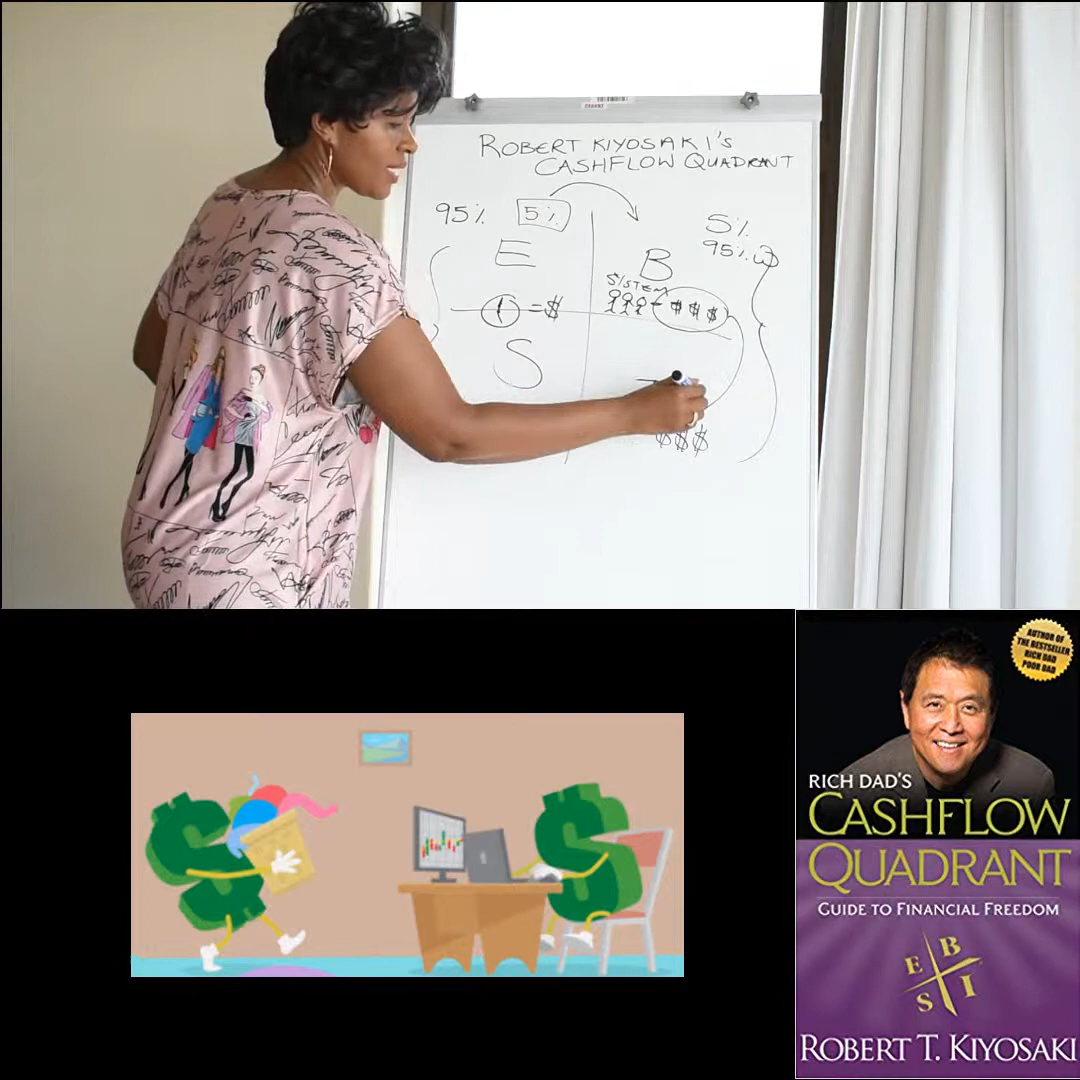 ROBERT KIYOSAKI'S
CASHFLOW QUADRANT
95% 5%
5%
95% W
E
B
SYSTEM
$ $ $
1 = $
S
$ $ $
AUTHOR OF
THE BESTSELLER
RICH DAD
POOR DAD
RICH DAD'S
CASHFLOW
QUADRANT
GUIDE TO FINANCIAL FREEDOM
E B
S I
ROBERT T. KIYOSAKI